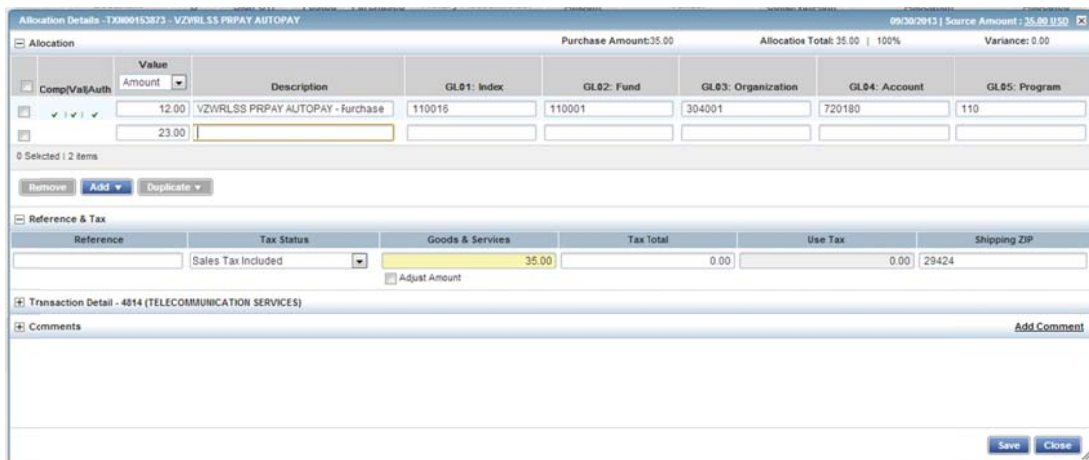 Allocation Details -TXN00153873 - VZWRLSS PRPAY AUTOPAY 09/30/2013 | Source Amount : 35.00 USD
Allocation Purchase Amount:35.00 Allocation Total: 35.00 | 100% Variance: 0.00
Value
Comp|Val|Auth Amount Description GL01: Index GL02: Fund GL03: Organization GL04: Account GL05: Program
12.00 VZWRLSS PRPAY AUTOPAY - Purchase 110016 110001 304001 720180 110
23.00
0 Selected | 2 items
Remove Add Duplicate
Reference & Tax
Reference Tax Status Goods & Services Tax Total Use Tax Shipping ZIP
Sales Tax Included 35.00 0.00 0.00 29424
Adjust Amount
Transaction Detail - 4814 (TELECOMMUNICATION SERVICES)
Comments Add Comment
Save Close